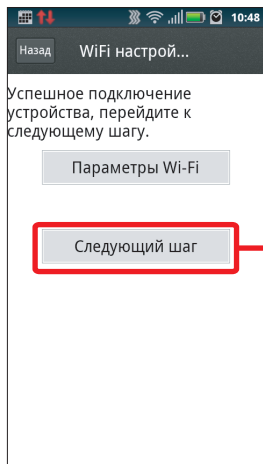 10:48
Назад WiFi настрой...
Успешное подключение
устройства, перейдите к
следующему шагу.
Параметры Wi-Fi
Следующий шаг